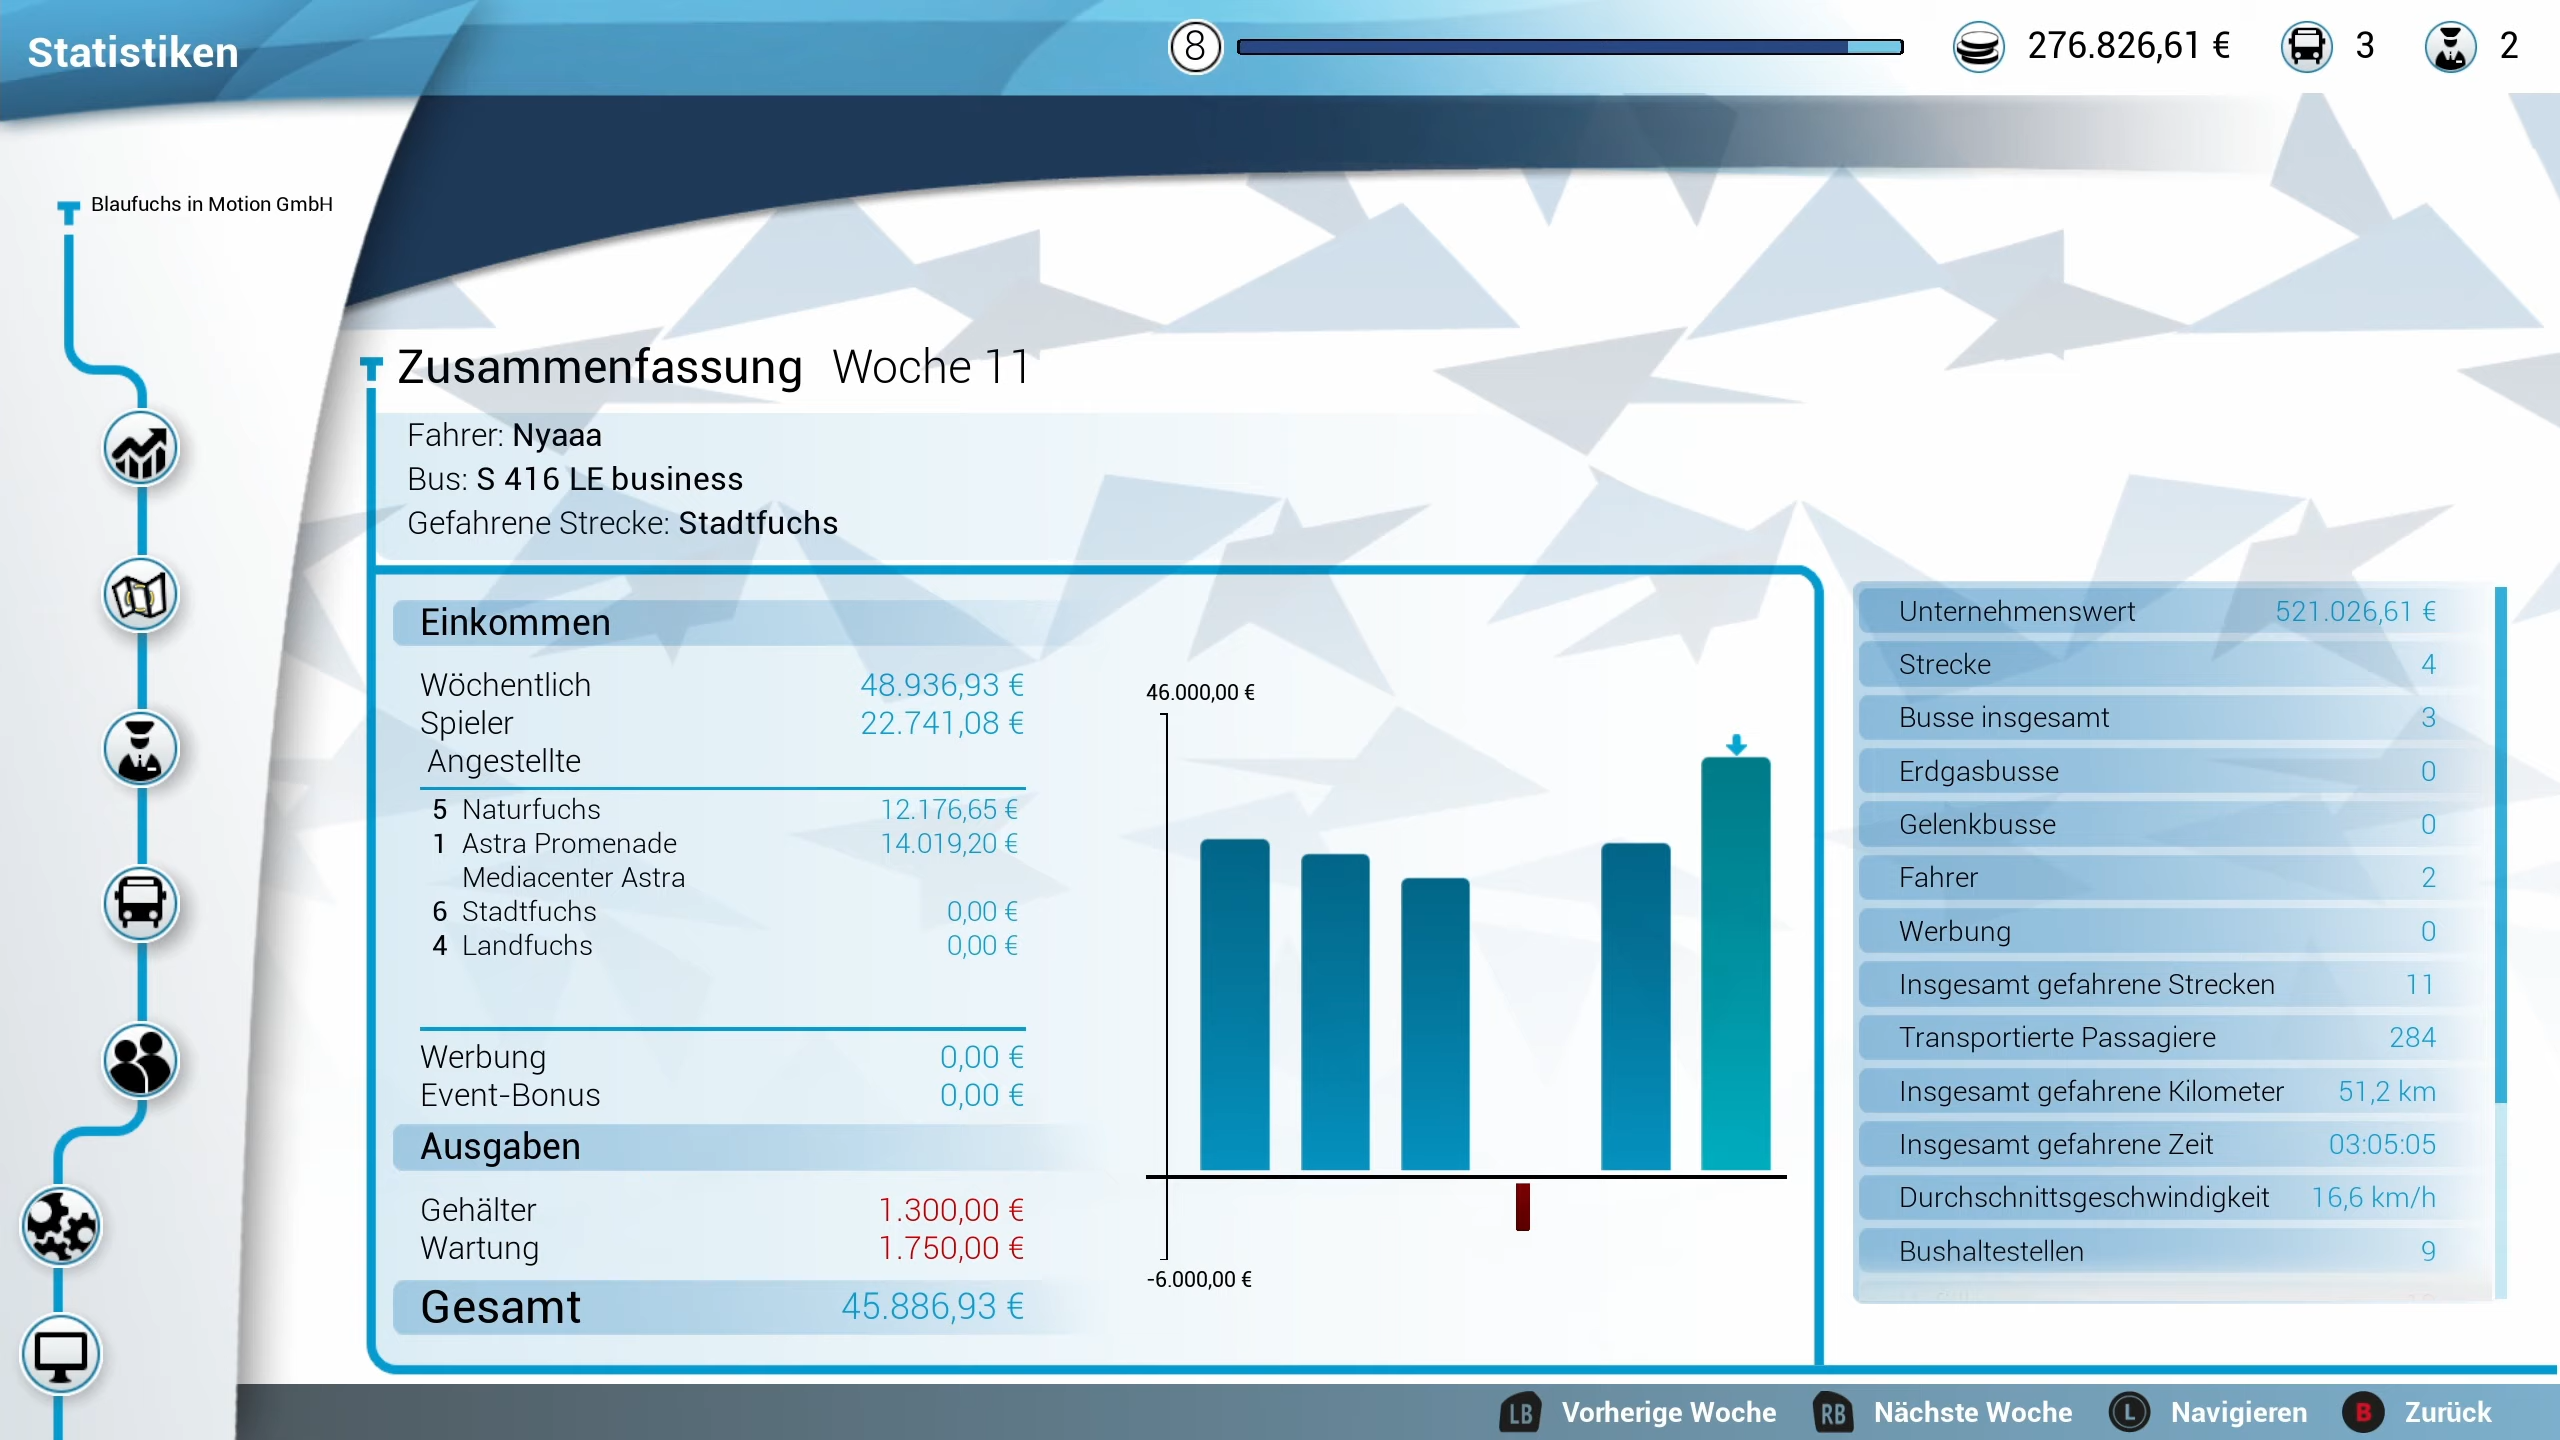 Statistiken
8
276.826,61 €
3
2
Blaufuchs in Motion GmbH
Zusammenfassung Woche 11
Fahrer: Nyaaa
Bus: S 416 LE business
Gefahrene Strecke: Stadtfuchs
Einkommen
Wöchentlich 48.936,93 €
Spieler 22.741,08 €
Angestellte
5 Naturfuchs 12.176,65 €
1 Astra Promenade 14.019,20 €
Mediacenter Astra
6 Stadtfuchs 0,00 €
4 Landfuchs 0,00 €
Werbung 0,00 €
Event-Bonus 0,00 €
Ausgaben
Gehälter 1.300,00 €
Wartung 1.750,00 €
Gesamt 45.886,93 €
46.000,00 €
-6.000,00 €
Unternehmenswert 521.026,61 €
Strecke 4
Busse insgesamt 3
Erdgasbusse 0
Gelenkbusse 0
Fahrer 2
Werbung 0
Insgesamt gefahrene Strecken 11
Transportierte Passagiere 284
Insgesamt gefahrene Kilometer 51,2 km
Insgesamt gefahrene Zeit 03:05:05
Durchschnittsgeschwindigkeit 16,6 km/h
Bushaltestellen 9
LB Vorherige Woche
RB Nächste Woche
L Navigieren
B Zurück